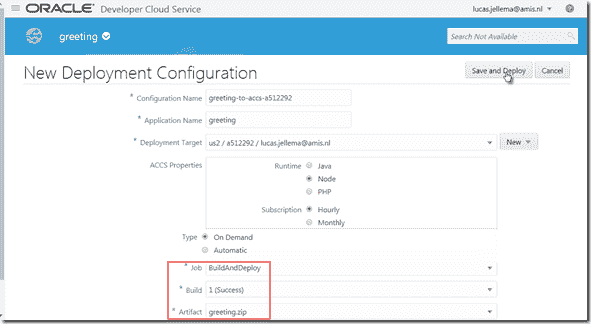 ORACLE Developer Cloud Service lucas.jellema@amis.nl
greeting Search Not Available
New Deployment Configuration Save and Deploy Cancel
* Configuration Name greeting-to-accs-a512292
* Application Name greeting
* Deployment Target us2 / a512292 / lucas.jellema@amis.nl New
ACCS Properties Runtime Java
Node
PHP
Subscription Hourly
Monthly
Type On Demand
Automatic
* Job BuildAndDeploy
* Build 1 (Success)
* Artifact greeting.zip